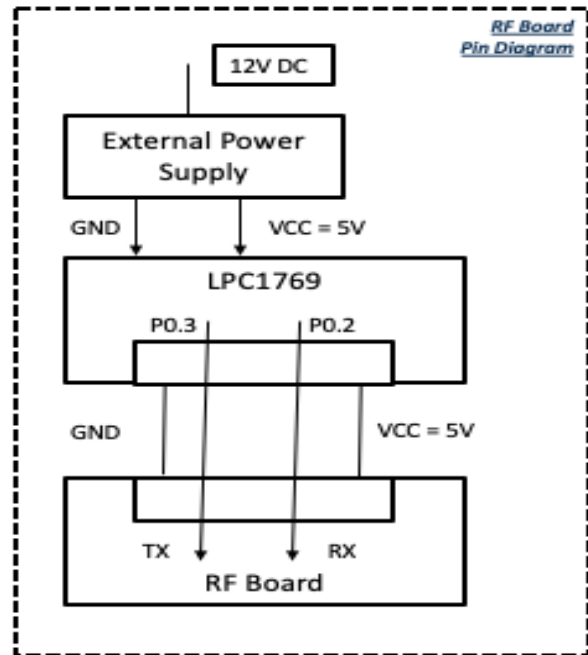 RF Board
Pin Diagram
12V DC
External Power
Supply
GND
VCC = 5V
LPC1769
P0.3
P0.2
GND
VCC = 5V
TX
RX
RF Board